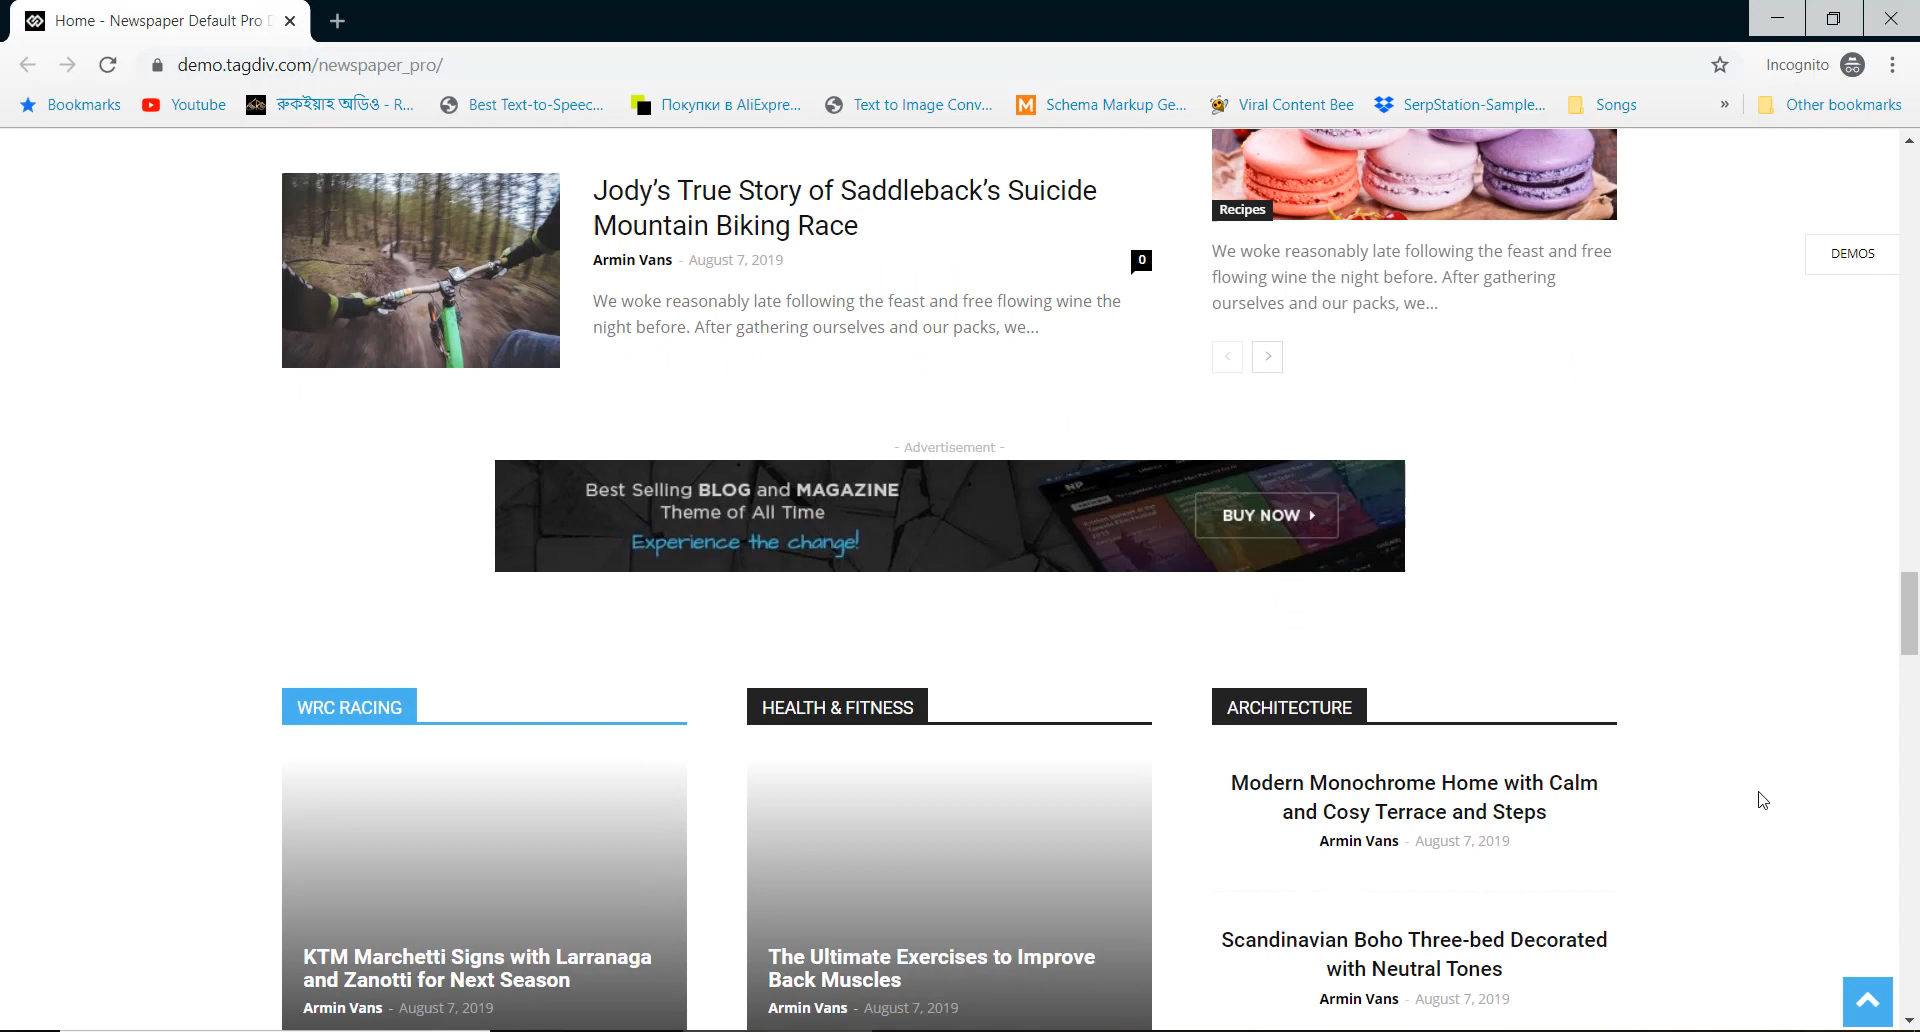 Home - Newspaper Default Pro
demo.tagdiv.com/newspaper_pro/
Incognito
Bookmarks
Youtube
রুকইয়াহ অডিও - R...
Best Text-to-Speec...
Покупки в AliExpre...
Text to Image Conv...
Schema Markup Ge...
Viral Content Bee
SerpStation-Sample...
Songs
»
Other bookmarks
Jody’s True Story of Saddleback’s Suicide
Mountain Biking Race
Armin Vans - August 7, 2019
0
We woke reasonably late following the feast and free flowing wine the
night before. After gathering ourselves and our packs, we...
Recipes
We woke reasonably late following the feast and free
flowing wine the night before. After gathering
ourselves and our packs, we...
DEMOS
- Advertisement -
Best Selling BLOG and MAGAZINE
Theme of All Time
Experience the change!
NP
BUY NOW
WRC RACING
KTM Marchetti Signs with Larranaga
and Zanotti for Next Season
Armin Vans - August 7, 2019
HEALTH & FITNESS
The Ultimate Exercises to Improve
Back Muscles
Armin Vans - August 7, 2019
ARCHITECTURE
Modern Monochrome Home with Calm
and Cosy Terrace and Steps
Armin Vans - August 7, 2019
Scandinavian Boho Three-bed Decorated
with Neutral Tones
Armin Vans - August 7, 2019